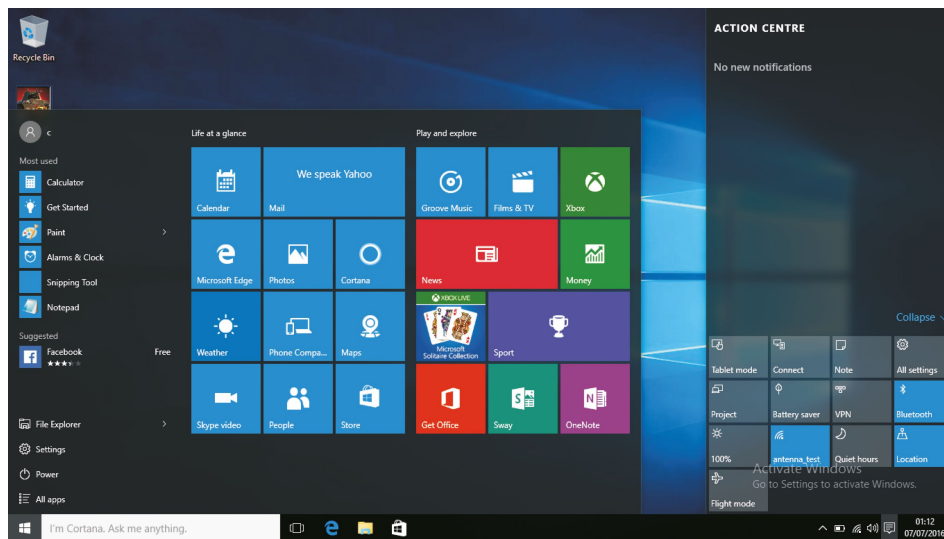 Recycle Bin
c
Most used
Calculator
Get Started
Paint
Alarms & Clock
Snipping Tool
Notepad
Suggested
Facebook
Free
File Explorer
Settings
Power
All apps
Life at a glance
Calendar
We speak Yahoo
Mail
Microsoft Edge
Photos
Cortana
Weather
Phone Compa...
Maps
Skype video
People
Store
Play and explore
Groove Music
Films & TV
Xbox
News
Money
XBOX LIVE
Microsoft
Solitaire Collection
Sport
Get Office
Sway
OneNote
ACTION CENTRE
No new notifications
Collapse
Tablet mode
Connect
Note
All settings
Project
Battery saver
VPN
Bluetooth
100%
antenna_test
Quiet hours
Location
Flight mode
Activate Windows
Go to Settings to activate Windows.
I'm Cortana. Ask me anything.
01:12
07/07/2016